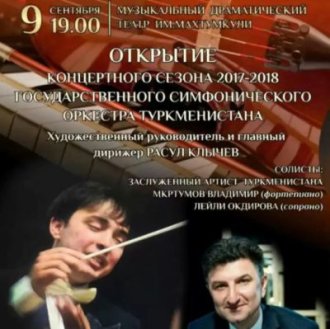 9 СЕНТЯБРЯ 19.00
МУЗЫКАЛЬНЫЙ ДРАМАТИЧЕСКИЙ
ТЕАТР ИМ.МАХТУМКУЛИ
ОТКРЫТИЕ
КОНЦЕРТНОГО СЕЗОНА 2017-2018
ГОСУДАРСТВЕННОГО СИМФОНИЧЕСКОГО
ОРКЕСТРА ТУРКМЕНИСТАНА
Художественный руководитель и главный
дирижер РАСУЛ КЛЫЧЕВ
СОЛИСТЫ:
ЗАСЛУЖЕННЫЙ АРТИСТ ТУРКМЕНИСТАНА
МКРТУМОВ ВЛАДИМИР (фортепиано)
ЛЕЙЛИ ОКДИРОВА (сопрано)